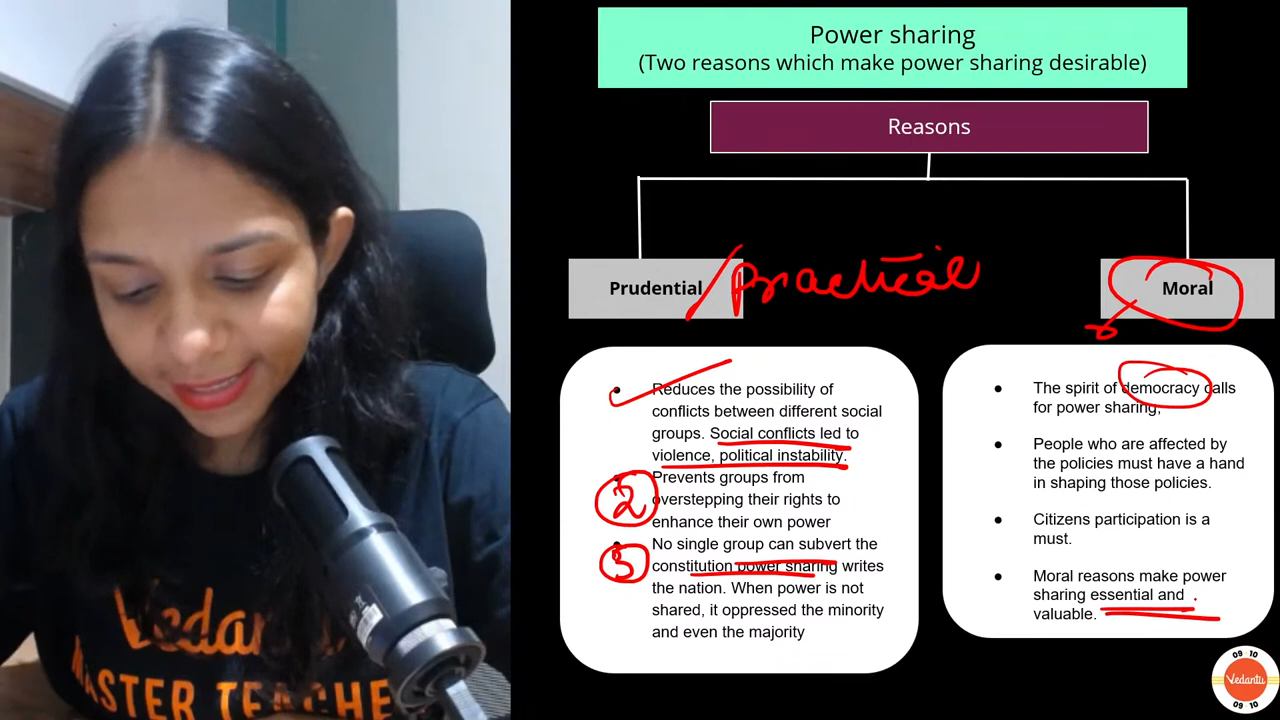 Power sharing
(Two reasons which make power sharing desirable)
Reasons
Prudential
/Practical
Moral
Reduces the possibility of
conflicts between different social
groups. Social conflicts led to
violence, political instability.
2
Prevents groups from
overstepping their rights to
enhance their own power
3
No single group can subvert the
constitution power sharing writes
the nation. When power is not
shared, it oppressed the minority
and even the majority
The spirit of democracy calls
for power sharing,
People who are affected by
the policies must have a hand
in shaping those policies.
Citizens participation is a
must.
Moral reasons make power
sharing essential and
valuable.
Vedantu
MASTER TEACHE
09 10
Vedantu
09 10